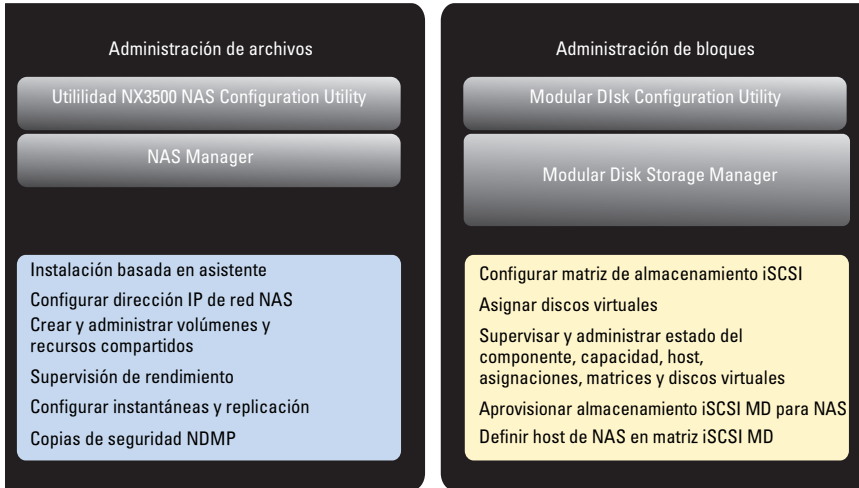 Administración de archivos
Utililidad NX3500 NAS Configuration Utility
NAS Manager
Instalación basada en asistente
Configurar dirección IP de red NAS
Crear y administrar volúmenes y
recursos compartidos
Supervisión de rendimiento
Configurar instantáneas y replicación
Copias de seguridad NDMP
Administración de bloques
Modular DIsk Configuration Utility
Modular Disk Storage Manager
Configurar matriz de almacenamiento iSCSI
Asignar discos virtuales
Supervisar y administrar estado del
componente, capacidad, host,
asignaciones, matrices y discos virtuales
Aprovisionar almacenamiento iSCSI MD para NAS
Definir host de NAS en matriz iSCSI MD